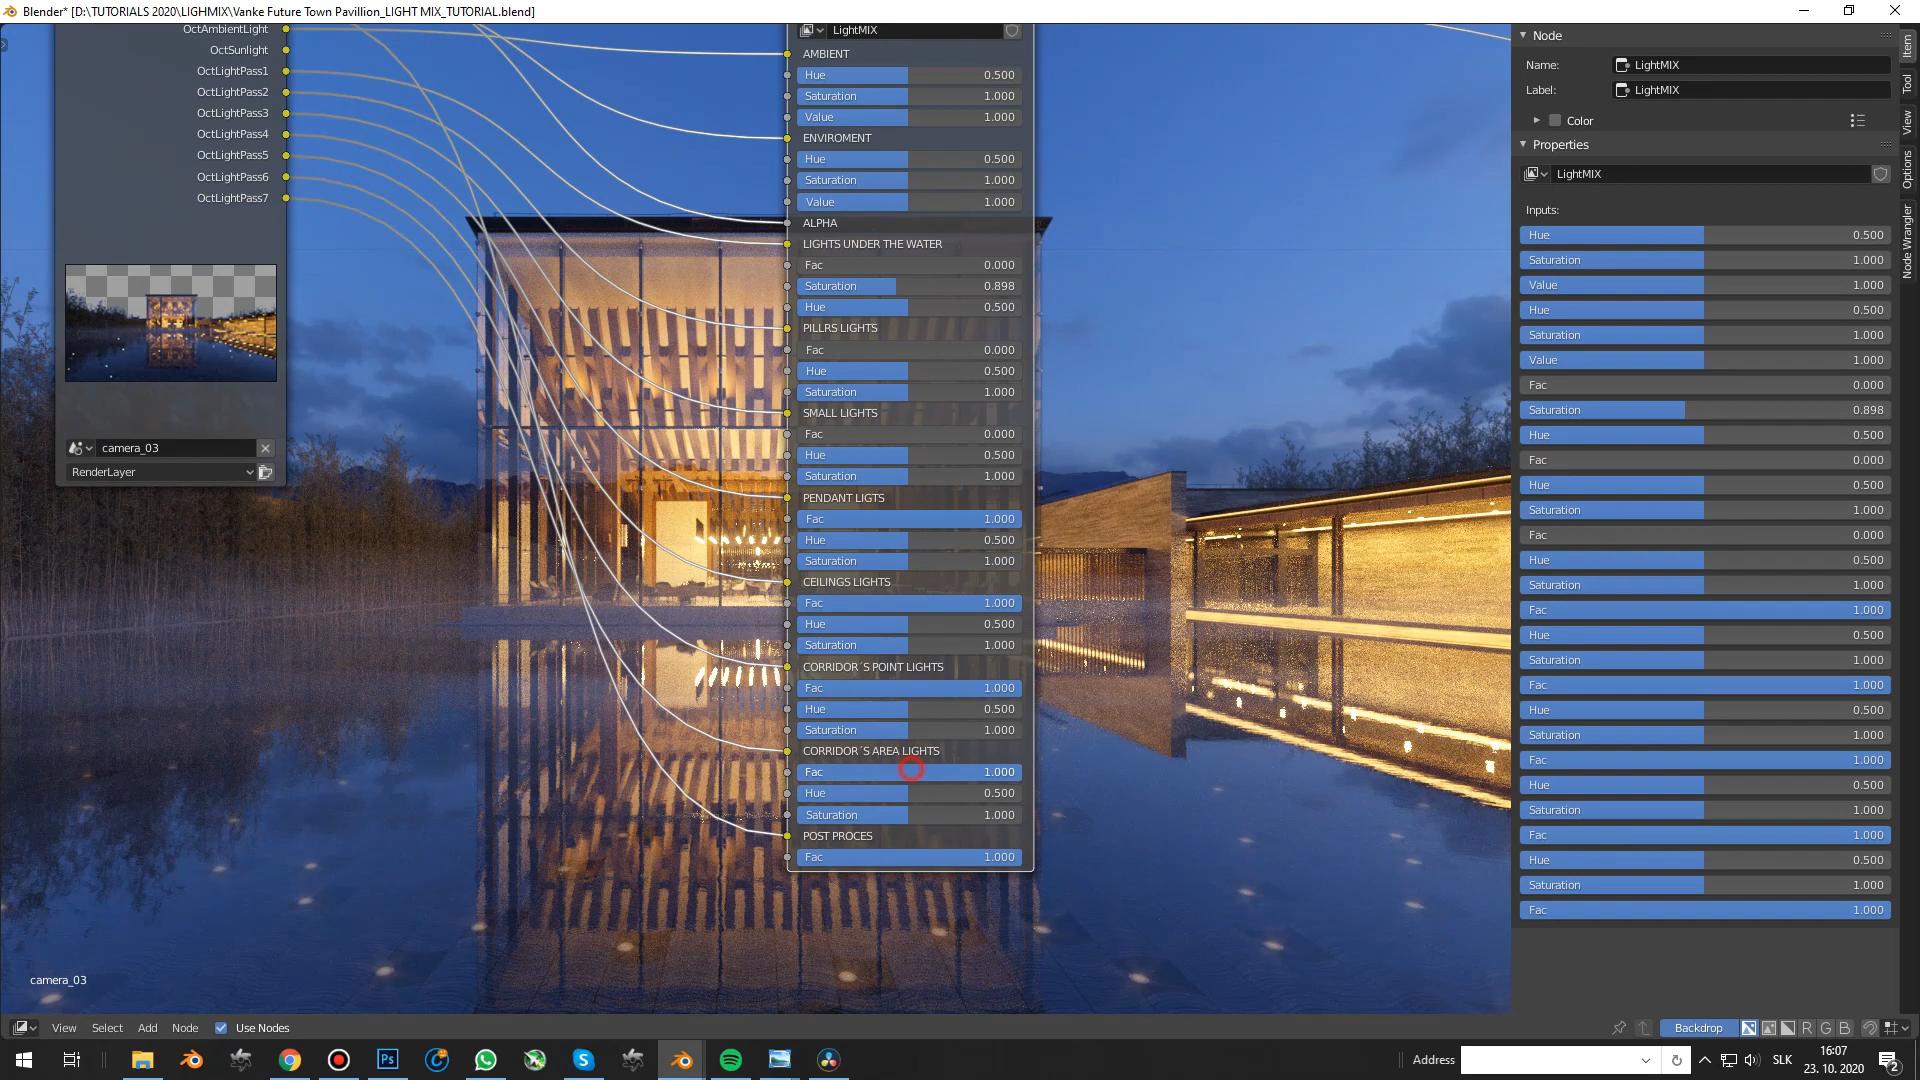 Blender* [D:\TUTORIALS 2020\LIGHMIX\Vanke Future Town Pavillion_LIGHT MIX_TUTORIAL.blend]
OctAmbientLight
OctSunlight
OctLightPass1
OctLightPass2
OctLightPass3
OctLightPass4
OctLightPass5
OctLightPass6
OctLightPass7
camera_03
RenderLayer
LightMIX
AMBIENT
Hue 0.500
Saturation 1.000
Value 1.000
ENVIROMENT
Hue 0.500
Saturation 1.000
Value 1.000
ALPHA
LIGHTS UNDER THE WATER
Fac 0.000
Saturation 0.898
Hue 0.500
PILLRS LIGHTS
Fac 0.000
Hue 0.500
Saturation 1.000
SMALL LIGHTS
Fac 0.000
Hue 0.500
Saturation 1.000
PENDANT LIGTS
Fac 1.000
Hue 0.500
Saturation 1.000
CEILINGS LIGHTS
Fac 1.000
Hue 0.500
Saturation 1.000
CORRIDOR´S POINT LIGHTS
Fac 1.000
Hue 0.500
Saturation 1.000
CORRIDOR´S AREA LIGHTS
Fac 1.000
Hue 0.500
Saturation 1.000
POST PROCES
Fac 1.000
Node
Name: LightMIX
Label: LightMIX
Color
Properties
LightMIX
Inputs:
Hue 0.500
Saturation 1.000
Value 1.000
Hue 0.500
Saturation 1.000
Value 1.000
Fac 0.000
Saturation 0.898
Hue 0.500
Fac 0.000
Hue 0.500
Saturation 1.000
Fac 0.000
Hue 0.500
Saturation 1.000
Fac 1.000
Hue 0.500
Saturation 1.000
Fac 1.000
Hue 0.500
Saturation 1.000
Fac 1.000
Hue 0.500
Saturation 1.000
Fac 1.000
Hue 0.500
Saturation 1.000
Fac 1.000
Item
Tool
View
Options
Node Wrangler
camera_03
View Select Add Node Use Nodes
Backdrop R G B
Ps
Address
SLK
16:07
23. 10. 2020
2